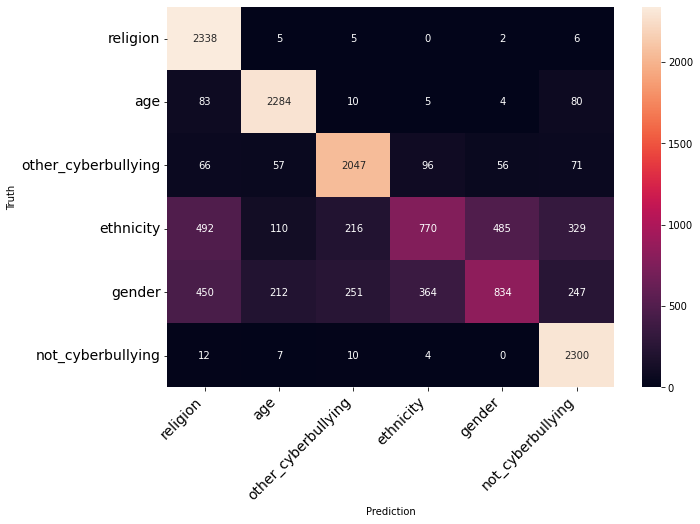 religion 2338 5 5 0 2 6
age 83 2284 10 5 4 80
other_cyberbullying 66 57 2047 96 56 71
ethnicity 492 110 216 770 485 329
gender 450 212 251 364 834 247
not_cyberbullying 12 7 10 4 0 2300
Truth
religion age other_cyberbullying ethnicity gender not_cyberbullying
Prediction
2000
1500
1000
500
0